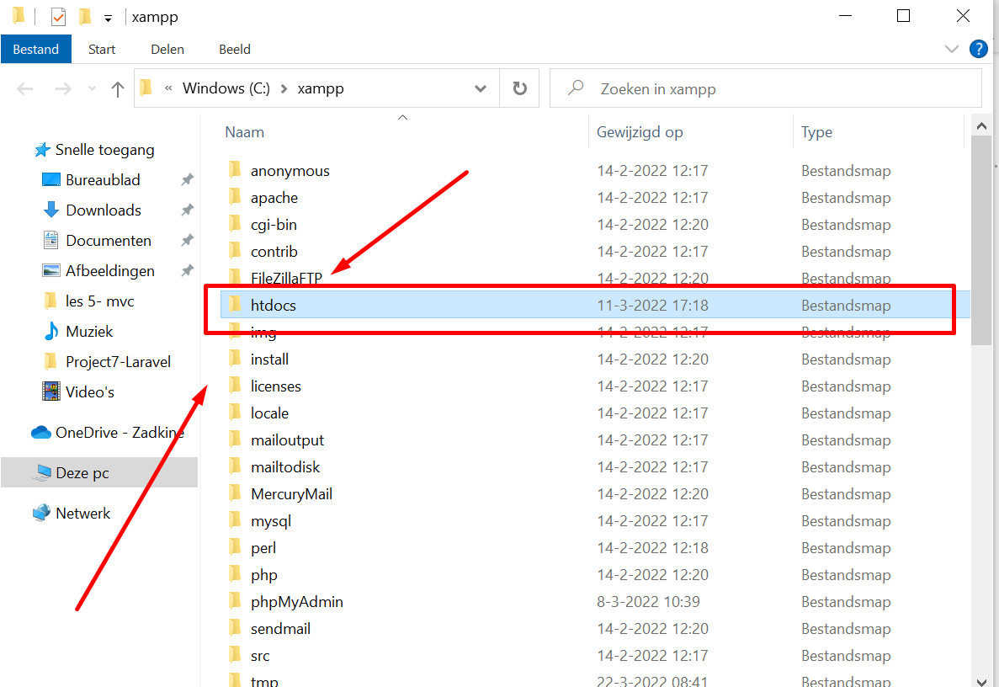 xampp
Bestand Start Delen Beeld
« Windows (C:) > xampp Zoeken in xampp
Naam Gewijzigd op Type
Snelle toegang
Bureaublad
Downloads
Documenten
Afbeeldingen
les 5- mvc
Muziek
Project7-Laravel
Video's
OneDrive - Zadkine
Deze pc
Netwerk
anonymous 14-2-2022 12:17 Bestandsmap
apache 14-2-2022 12:17 Bestandsmap
cgi-bin 14-2-2022 12:20 Bestandsmap
contrib 14-2-2022 12:17 Bestandsmap
FileZillaFTP 14-2-2022 12:20 Bestandsmap
htdocs 11-3-2022 17:18 Bestandsmap
img 14-2-2022 12:17 Bestandsmap
install 14-2-2022 12:20 Bestandsmap
licenses 14-2-2022 12:17 Bestandsmap
locale 14-2-2022 12:17 Bestandsmap
mailoutput 14-2-2022 12:17 Bestandsmap
mailtodisk 14-2-2022 12:17 Bestandsmap
MercuryMail 14-2-2022 12:20 Bestandsmap
mysql 14-2-2022 12:17 Bestandsmap
perl 14-2-2022 12:18 Bestandsmap
php 14-2-2022 12:20 Bestandsmap
phpMyAdmin 8-3-2022 10:39 Bestandsmap
sendmail 14-2-2022 12:20 Bestandsmap
src 14-2-2022 12:17 Bestandsmap
tmp 22-3-2022 08:41 Bestandsmap